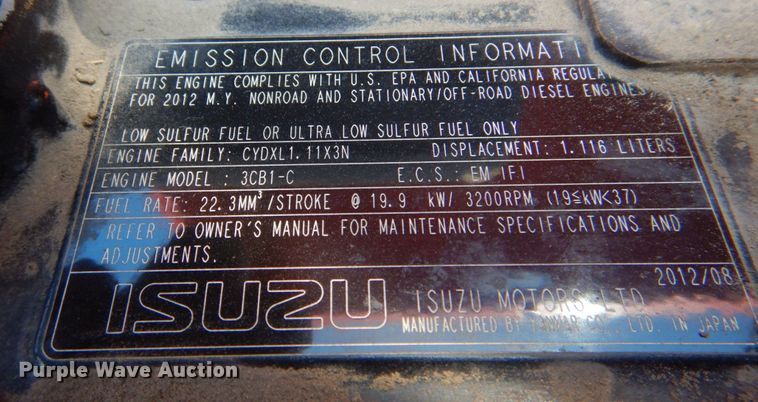 EMISSION CONTROL INFORMATI
THIS ENGINE COMPLIES WITH U.S. EPA AND CALIFORNIA REGULA
FOR 2012 M.Y. NONROAD AND STATIONARY/OFF-ROAD DIESEL ENGINES
LOW SULFUR FUEL OR ULTRA LOW SULFUR FUEL ONLY
ENGINE FAMILY: CYDXL1.11X3N DISPLACEMENT: 1.116 LITERS
ENGINE MODEL : 3CB1-C E.C.S.: EM IFI
FUEL RATE: 22.3MM³/STROKE @ 19.9 kW/ 3200RPM (19≦kW<37)
REFER TO OWNER'S MANUAL FOR MAINTENANCE SPECIFICATIONS AND
ADJUSTMENTS.
2012/08
ISUZU ISUZU MOTORS LTD.
MANUFACTURED BY YANMAR CO., LTD. IN JAPAN
Purple Wave Auction